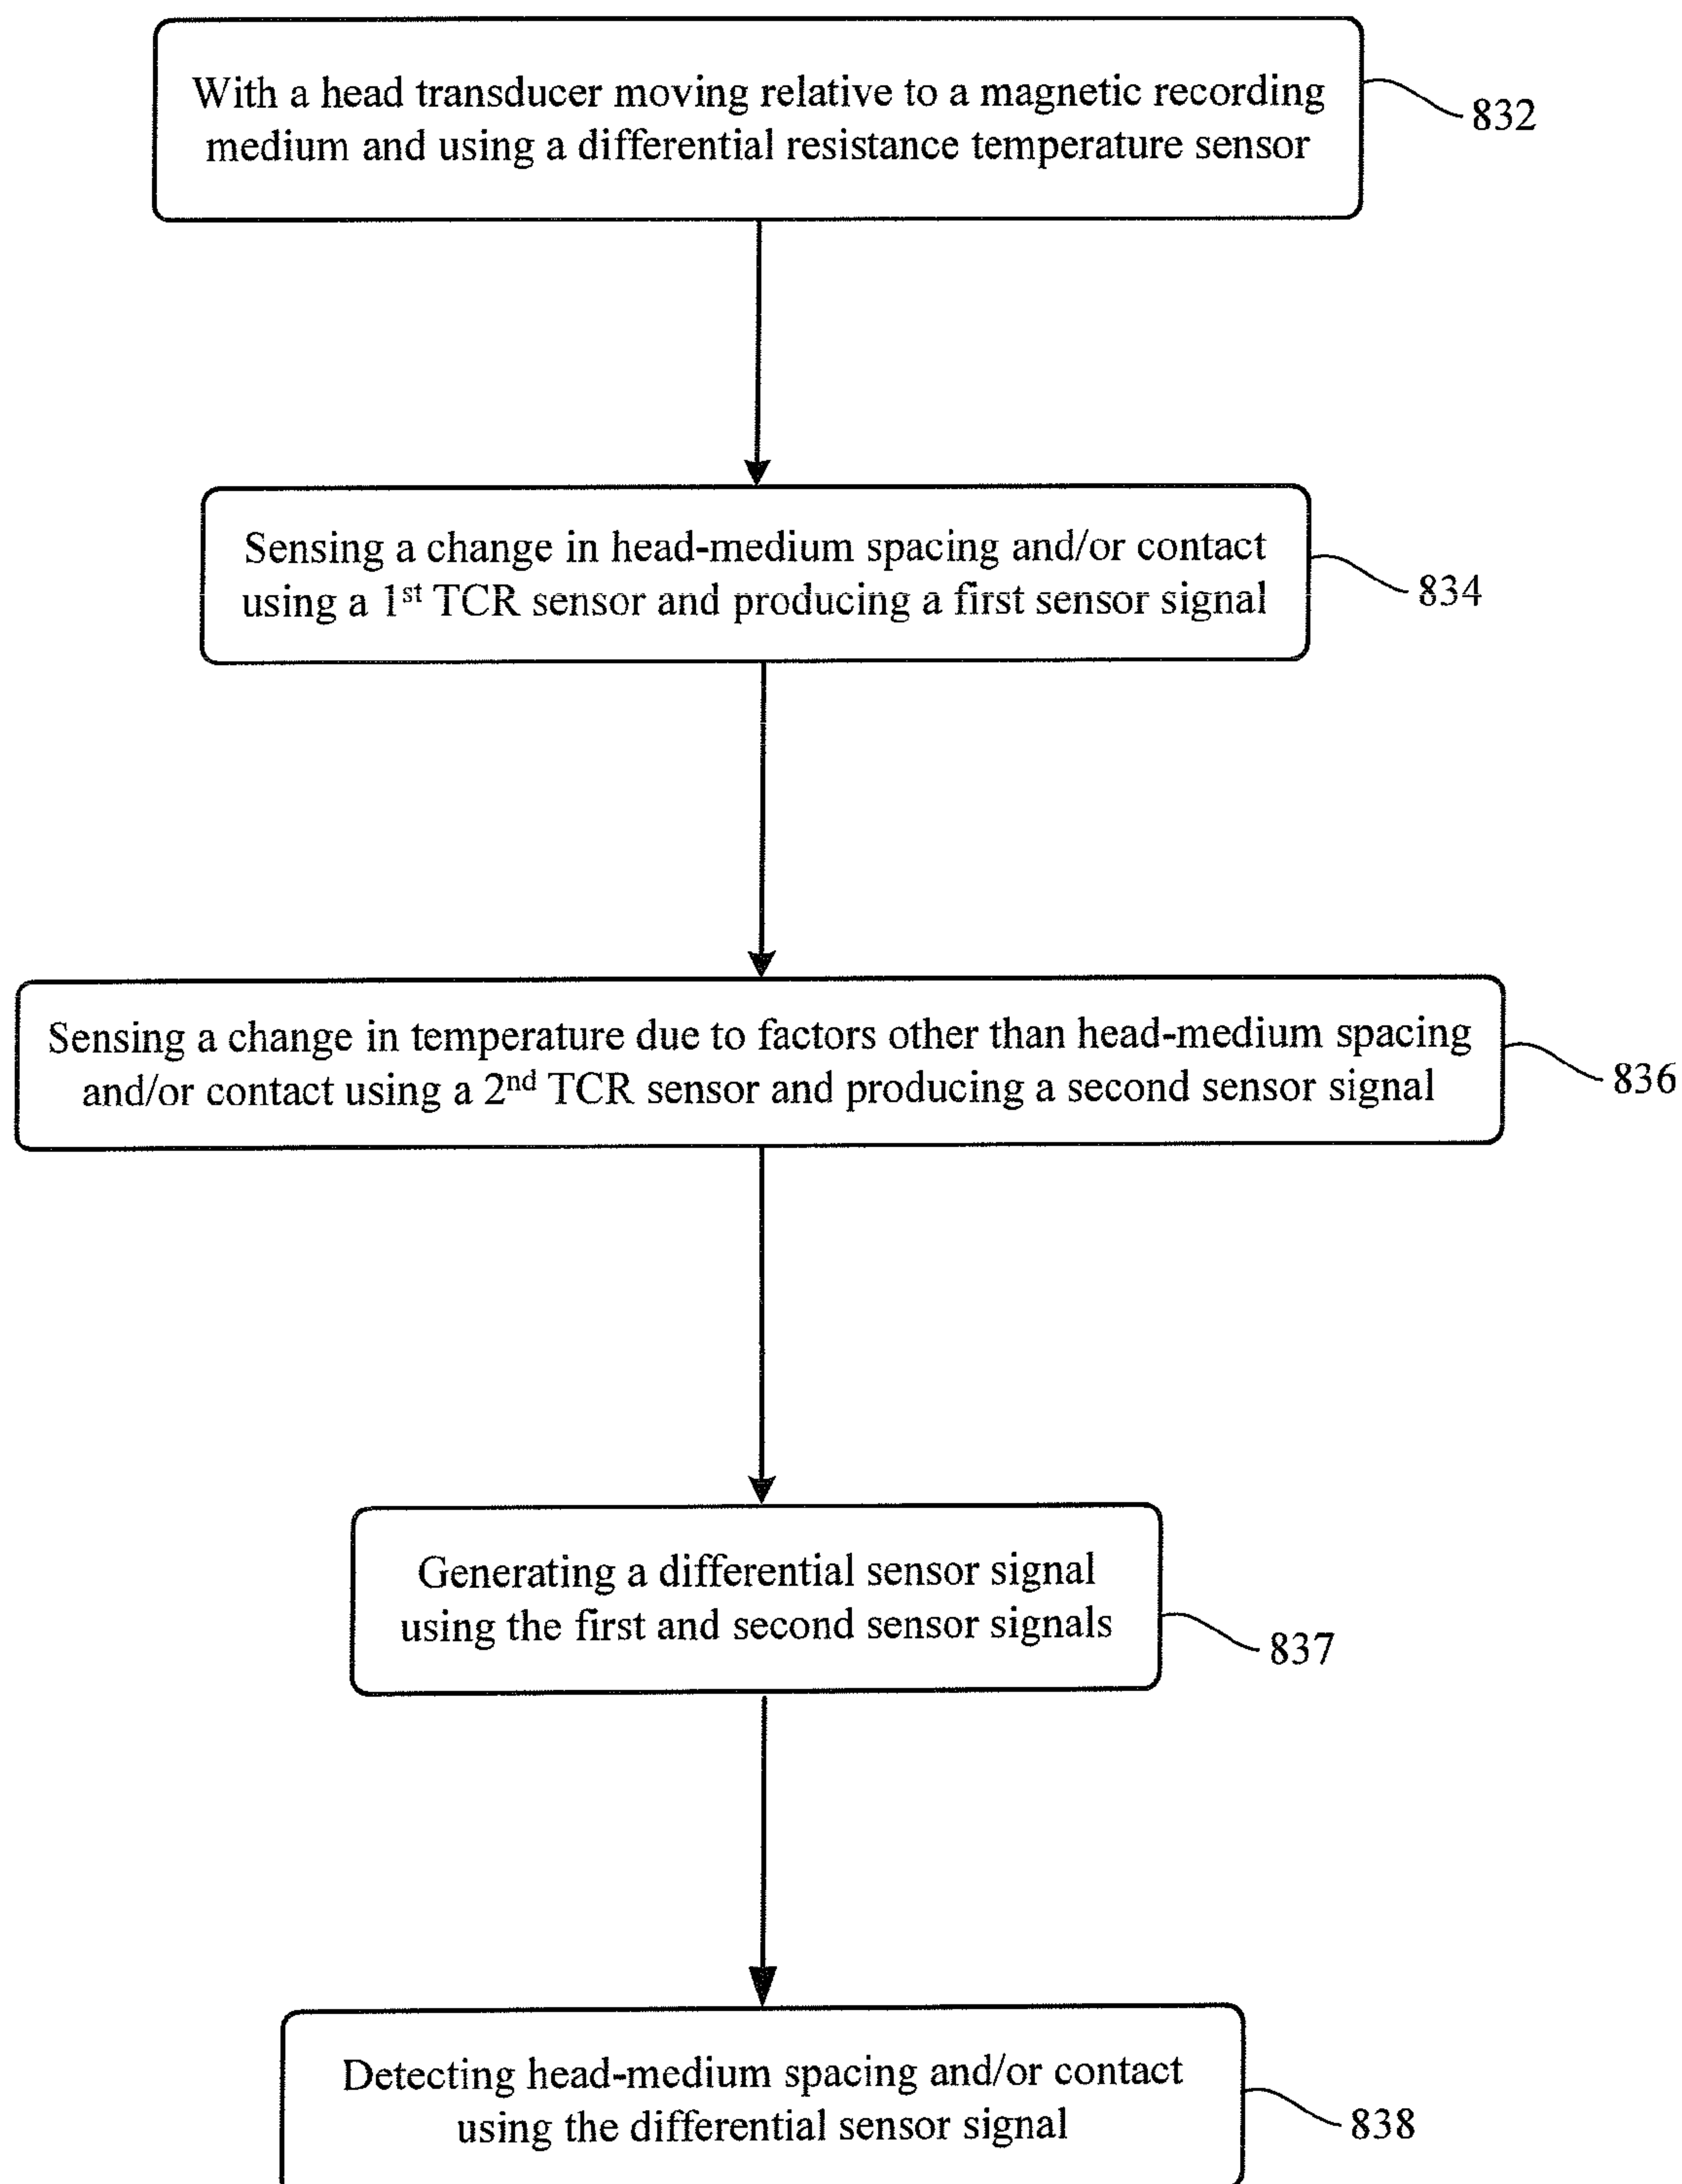 With a head transducer moving relative to a magnetic recording
medium and using a differential resistance temperature sensor
832
Sensing a change in head-medium spacing and/or contact
using a 1st TCR sensor and producing a first sensor signal
834
Sensing a change in temperature due to factors other than head-medium spacing
and/or contact using a 2nd TCR sensor and producing a second sensor signal
836
Generating a differential sensor signal
using the first and second sensor signals
837
Detecting head-medium spacing and/or contact
using the differential sensor signal
838